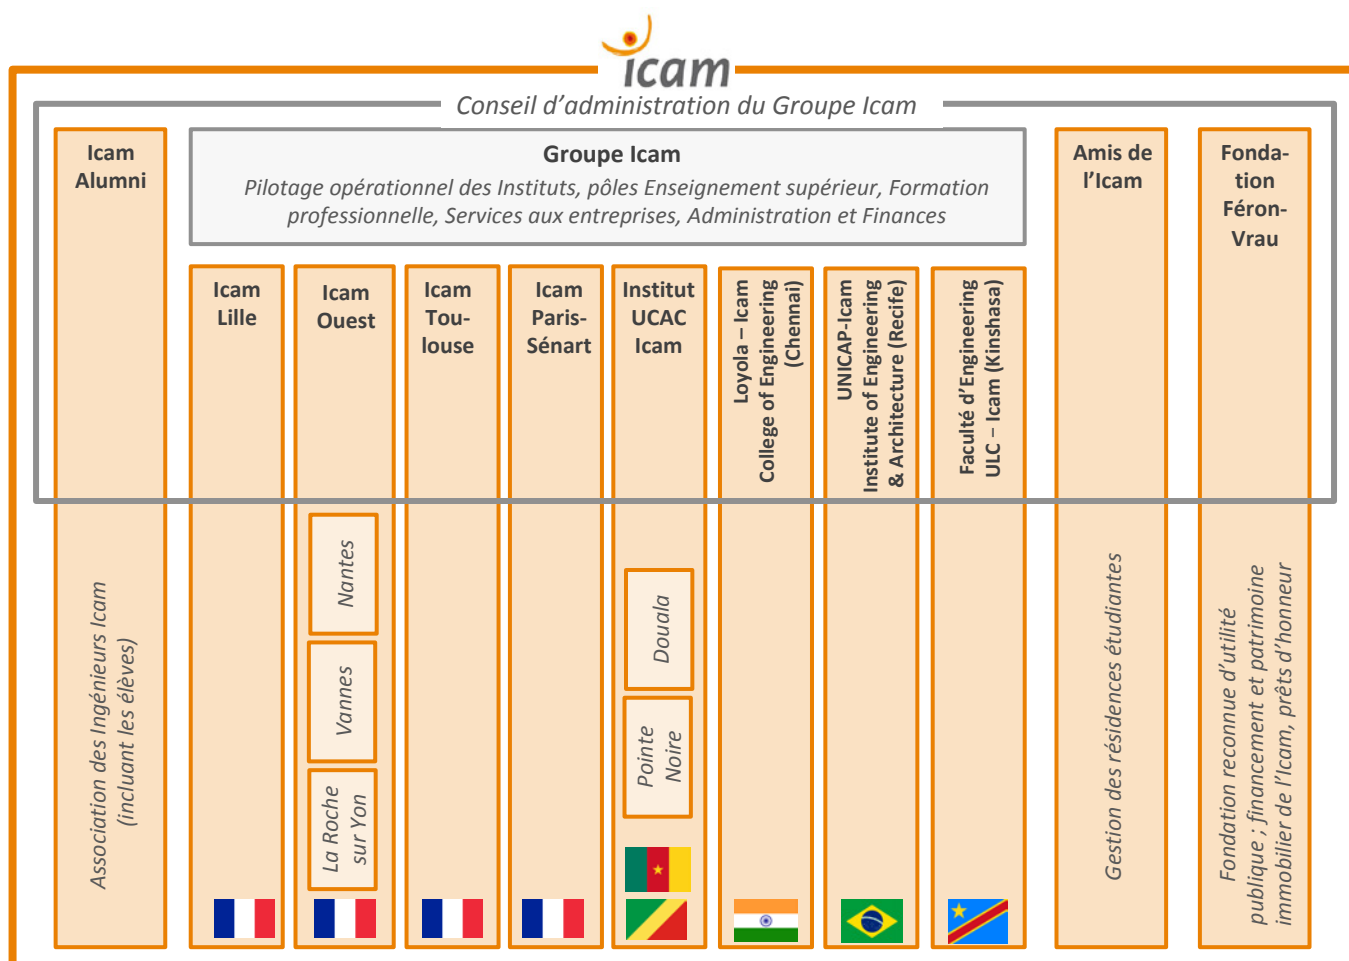 icam
Conseil d’administration du Groupe Icam
Icam
Alumni
Groupe Icam
Pilotage opérationnel des Instituts, pôles Enseignement supérieur, Formation
professionnelle, Services aux entreprises, Administration et Finances
Amis de
l’Icam
Fonda-
tion
Féron-
Vrau
Icam
Lille
Icam
Ouest
Icam
Tou-
louse
Icam
Paris-
Sénart
Institut
UCAC
Icam
Loyola – Icam
College of Engineering
(Chennai)
UNICAP-Icam
Institute of Engineering
& Architecture (Recife)
Faculté d’Engineering
ULC – Icam (Kinshasa)
Association des Ingénieurs Icam
(incluant les élèves)
Nantes
Vannes
La Roche
sur Yon
Douala
Pointe
Noire
Gestion des résidences étudiantes
Fondation reconnue d’utilité
publique ; financement et patrimoine
immobilier de l’Icam, prêts d’honneur